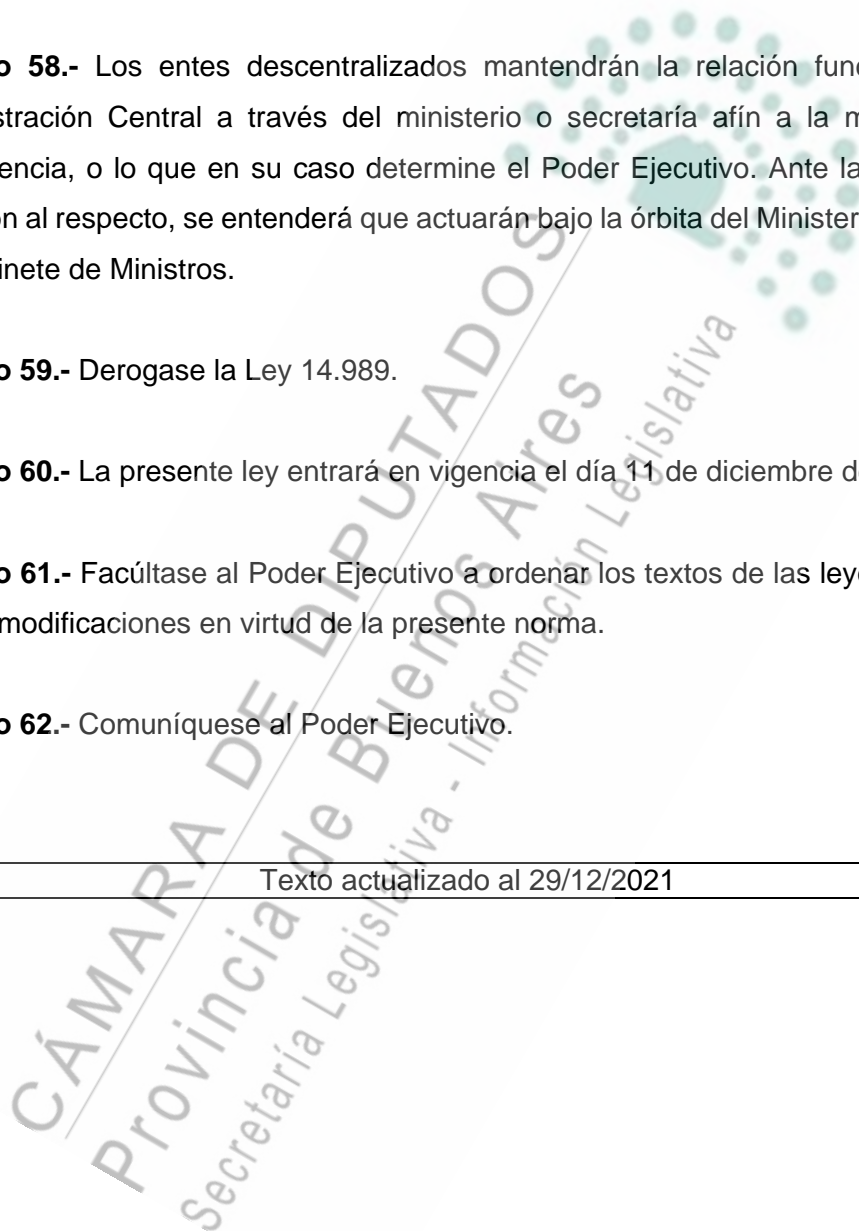 o 58.- Los entes descentralizados mantendrán la relación func
stración Central a través del ministerio o secretaría afín a la m
encia, o lo que en su caso determine el Poder Ejecutivo. Ante la
n al respecto, se entenderá que actuarán bajo la órbita del Minister
inete de Ministros.
o 59.- Derogase la Ley 14.989.
o 60.- La presente ley entrará en vigencia el día 11 de diciembre d
o 61.- Facúltase al Poder Ejecutivo a ordenar los textos de las leye
modificaciones en virtud de la presente norma.
o 62.- Comuníquese al Poder Ejecutivo.
Texto actualizado al 29/12/2021
CÁMARA DE DIPUTADOS
Provincia de Buenos Aires
Secretaría Legislativa - Información Legislativa